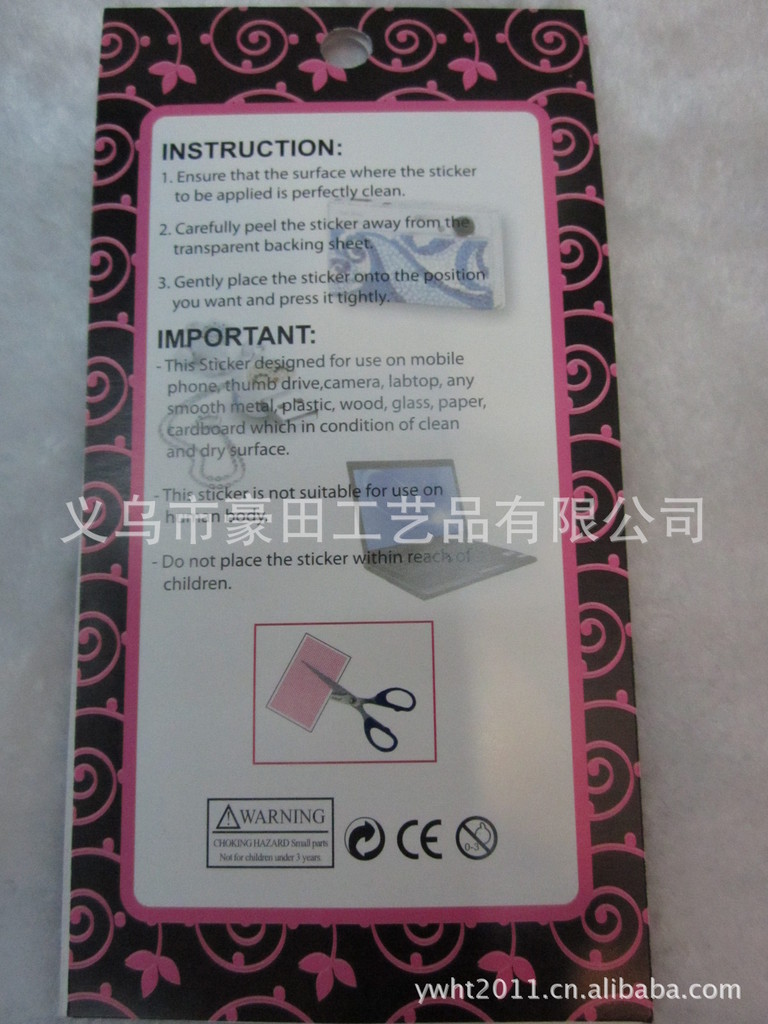 INSTRUCTION:
1. Ensure that the surface where the sticker
to be applied is perfectly clean.
2. Carefully peel the sticker away from the
transparent backing sheet.
3. Gently place the sticker onto the position
you want and press it tightly.
IMPORTANT:
- This Sticker designed for use on mobile
phone, thumb drive,camera, labtop, any
smooth metal, plastic, wood, glass, paper,
cardboard which in condition of clean
and dry surface.
- This sticker is not suitable for use on
human body.
义乌市豪田工艺品有限公司
- Do not place the sticker within reach of
children.
WARNING
CHOKING HAZARD Small parts
Not for children under 3 years.
CE
0-3
ywht2011.cn.alibaba.com